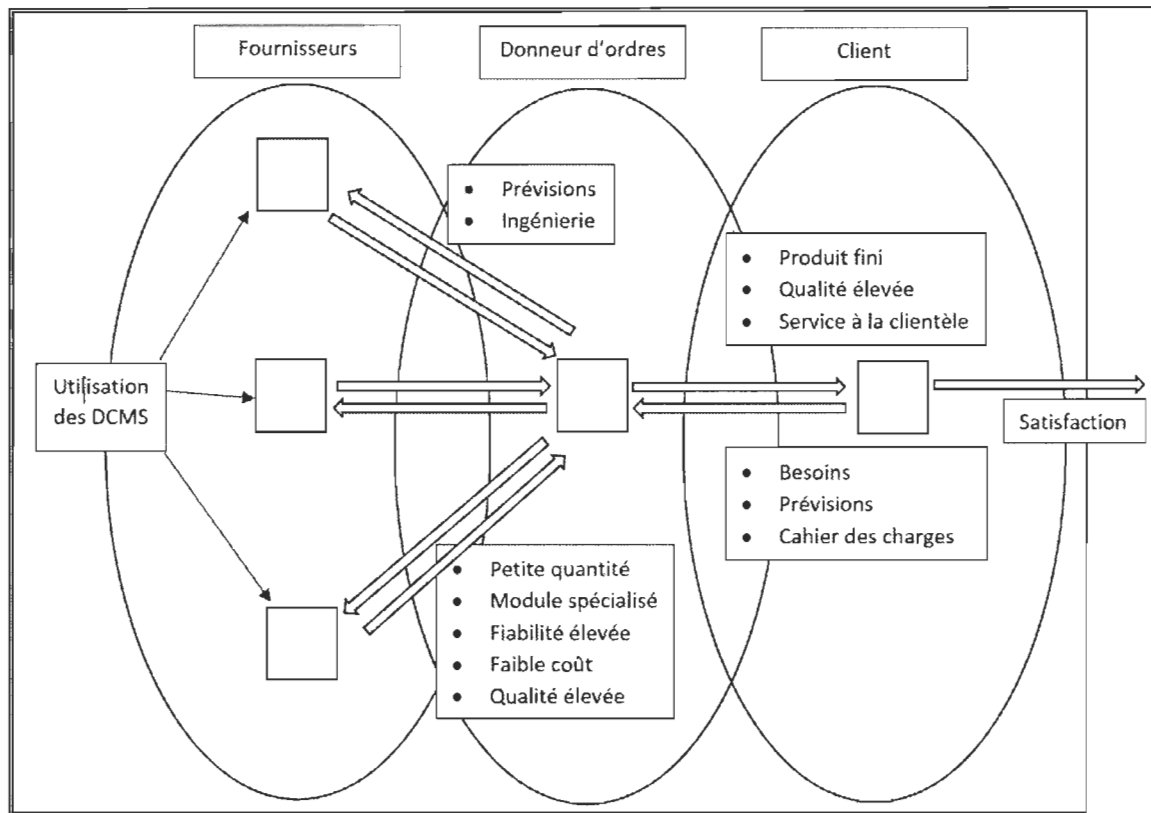 Fournisseurs
Donneur d'ordres
Client
• Prévisions
• Ingénierie
• Produit fini
• Qualité élevée
• Service à la clientèle
Utilisation
des DCMS
Satisfaction
• Besoins
• Prévisions
• Cahier des charges
• Petite quantité
• Module spécialisé
• Fiabilité élevée
• Faible coût
• Qualité élevée